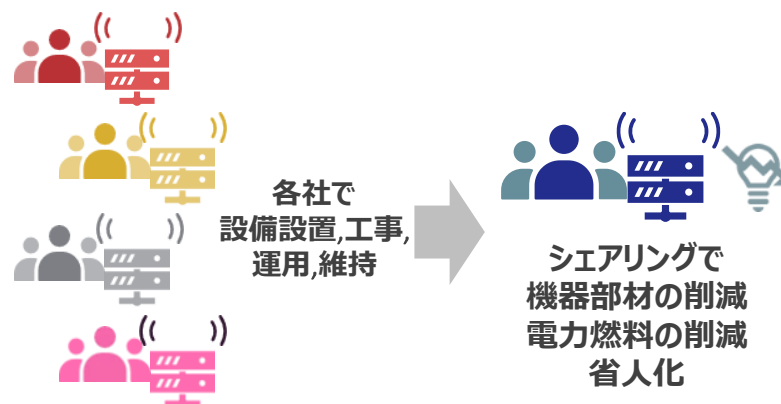 各社で
設備設置,工事,
運用,維持
シェアリングで
機器部材の削減
電力燃料の削減
省人化